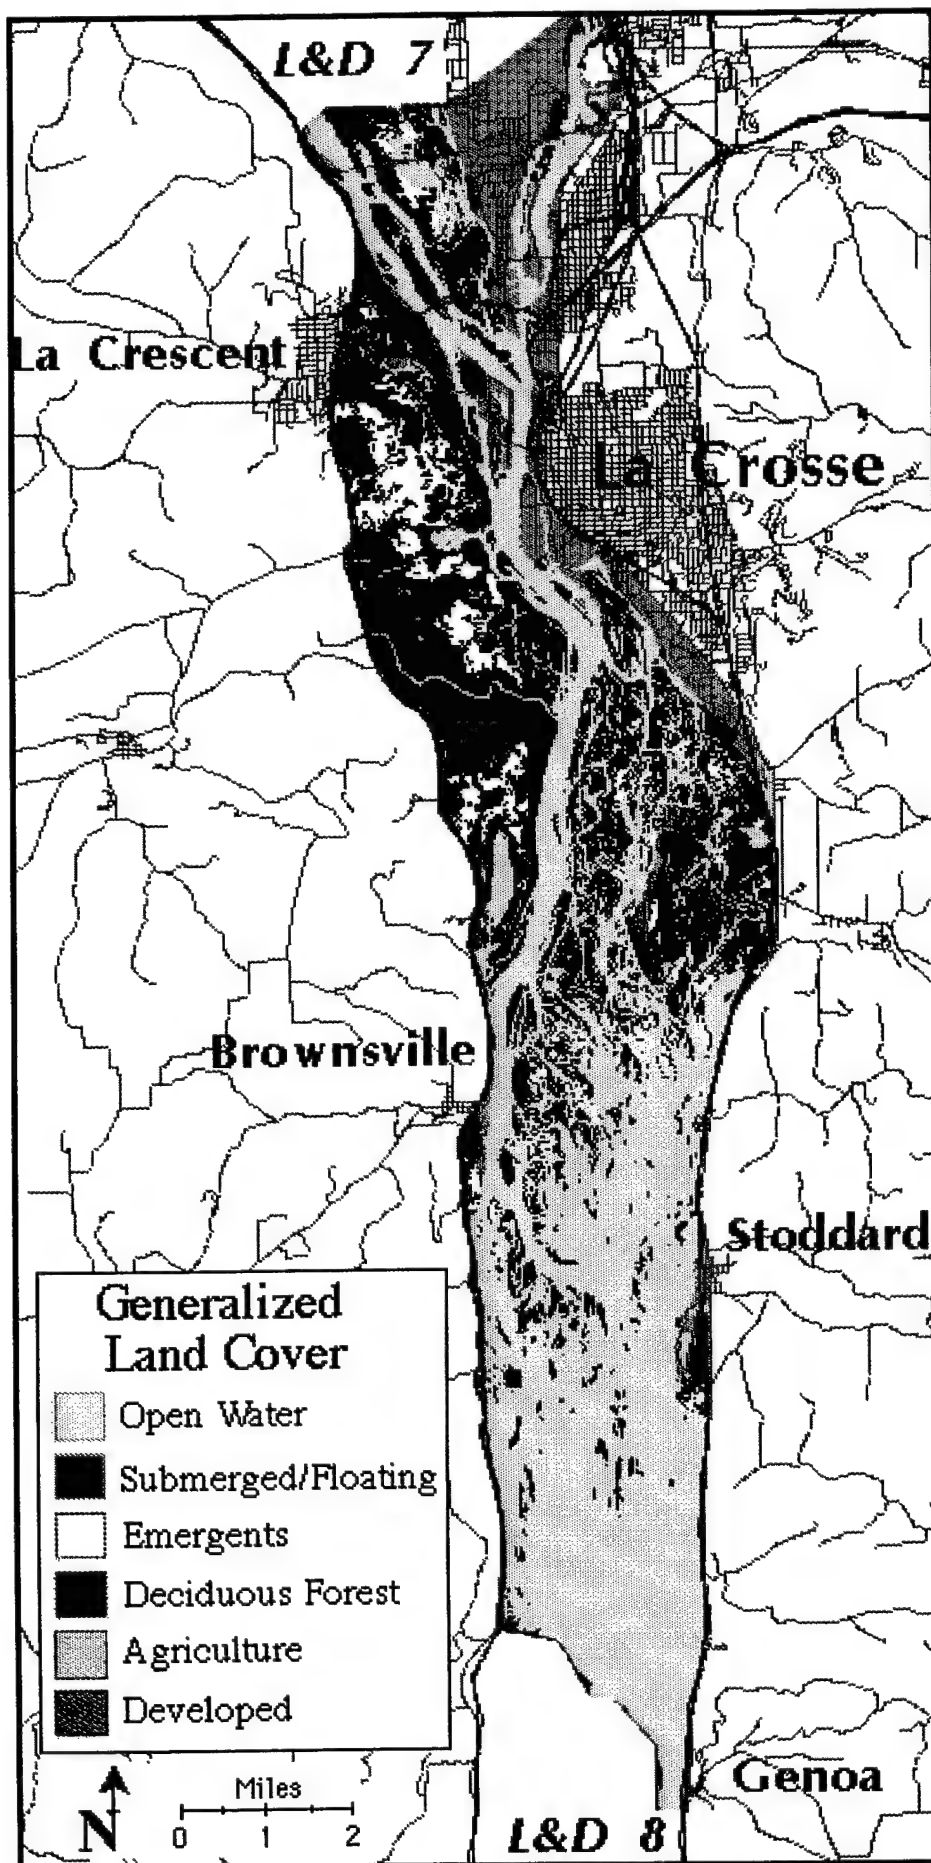 L&D 7
La Crescent
La Crosse
Brownsville
Stoddard
Generalized
Land Cover
Open Water
Submerged/Floating
Emergents
Deciduous Forest
Agriculture
Developed
N
Miles
0 1 2
Genoa
L&D 8